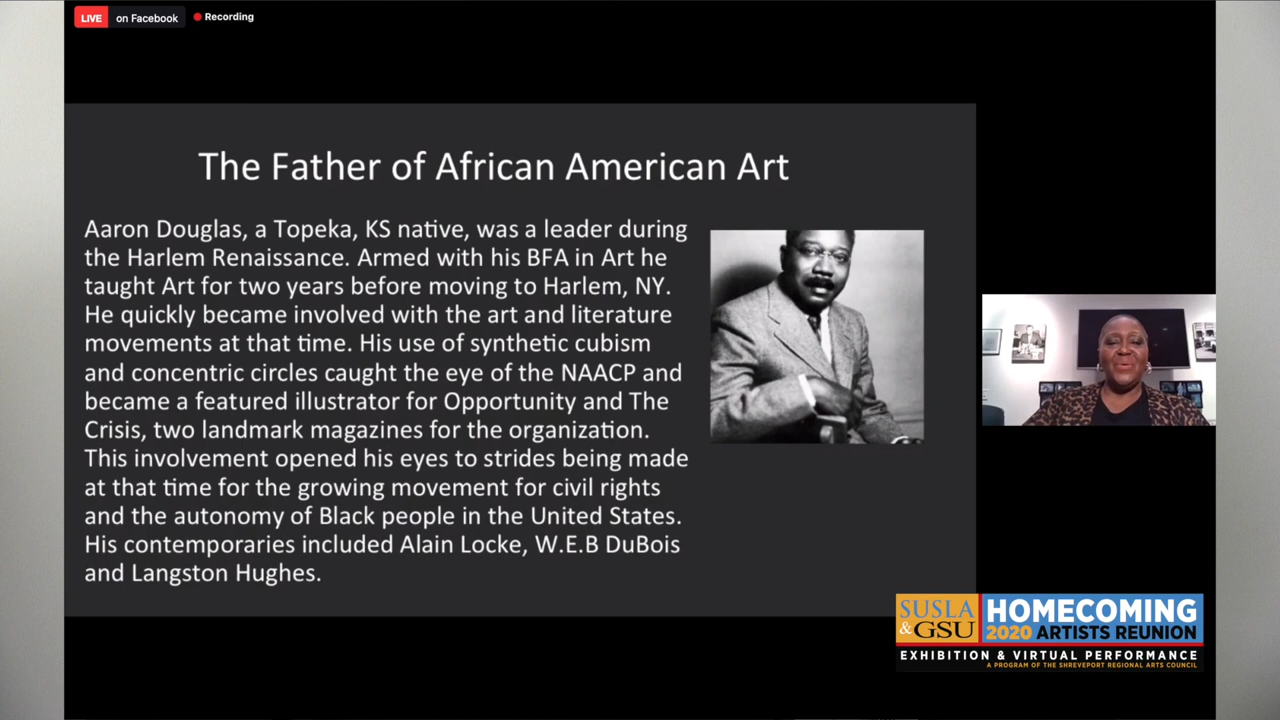 LIVE on Facebook Recording
The Father of African American Art
Aaron Douglas, a Topeka, KS native, was a leader during
the Harlem Renaissance. Armed with his BFA in Art he
taught Art for two years before moving to Harlem, NY.
He quickly became involved with the art and literature
movements at that time. His use of synthetic cubism
and concentric circles caught the eye of the NAACP and
became a featured illustrator for Opportunity and The
Crisis, two landmark magazines for the organization.
This involvement opened his eyes to strides being made
at that time for the growing movement for civil rights
and the autonomy of Black people in the United States.
His contemporaries included Alain Locke, W.E.B DuBois
and Langston Hughes.
SUSLA
& GSU
HOMECOMING
2020 ARTISTS REUNION
EXHIBITION & VIRTUAL PERFORMANCE
A PROGRAM OF THE SHREVEPORT REGIONAL ARTS COUNCIL